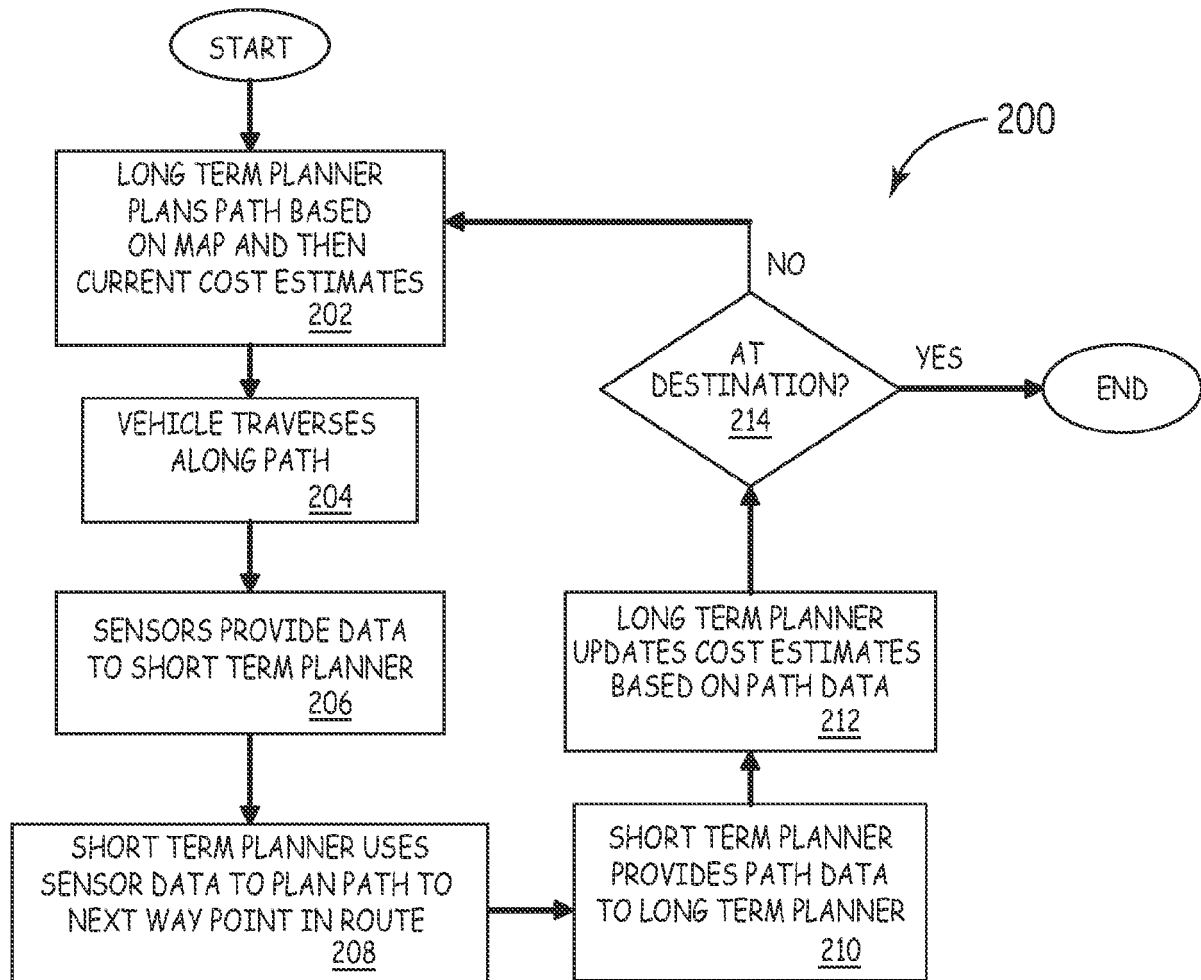 START
200
LONG TERM PLANNER
PLANS PATH BASED
ON MAP AND THEN
CURRENT COST ESTIMATES
202
NO
AT
DESTINATION?
214
YES
END
VEHICLE TRAVERSES
ALONG PATH
204
SENSORS PROVIDE DATA
TO SHORT TERM PLANNER
206
LONG TERM PLANNER
UPDATES COST ESTIMATES
BASED ON PATH DATA
212
SHORT TERM PLANNER USES
SENSOR DATA TO PLAN PATH TO
NEXT WAY POINT IN ROUTE
208
SHORT TERM PLANNER
PROVIDES PATH DATA
TO LONG TERM PLANNER
210